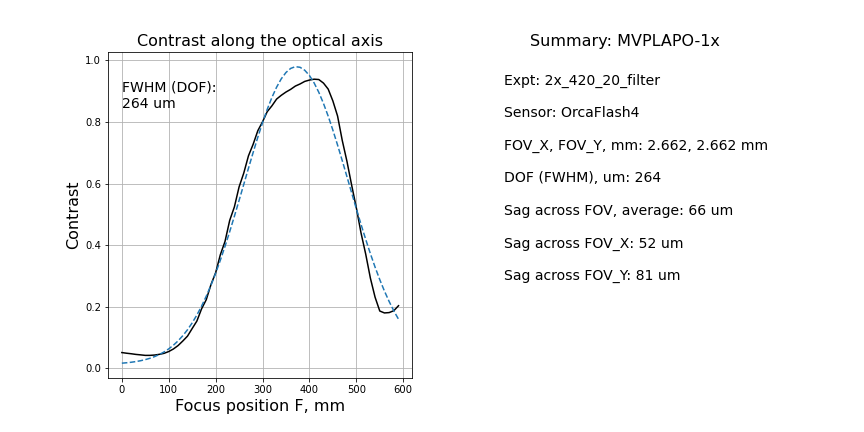 Contrast along the optical axis
1.0
0.8
0.6
0.4
0.2
0.0
Contrast
FWHM (DOF):
264 um
0 100 200 300 400 500 600
Focus position F, mm
Summary: MVPLAPO-1x
Expt: 2x_420_20_filter
Sensor: OrcaFlash4
FOV_X, FOV_Y, mm: 2.662, 2.662 mm
DOF (FWHM), um: 264
Sag across FOV, average: 66 um
Sag across FOV_X: 52 um
Sag across FOV_Y: 81 um